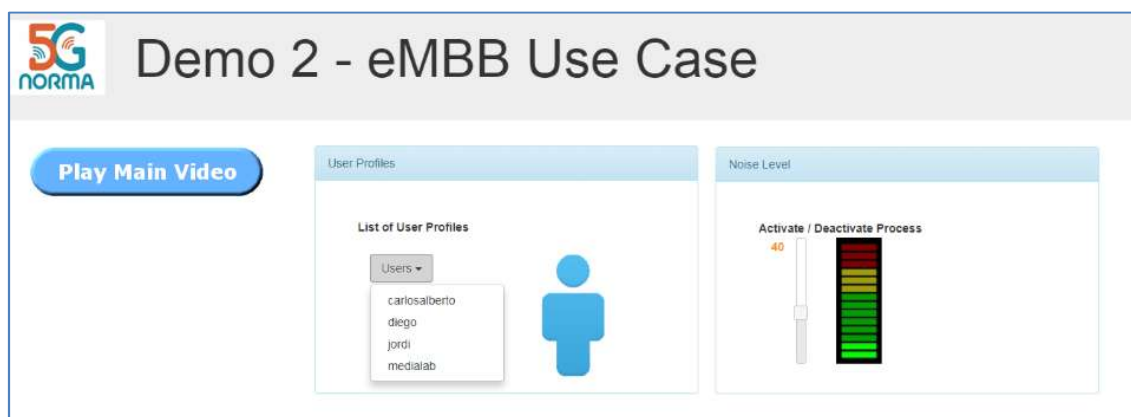 5G
NORMA
Demo 2 - eMBB Use Case
Play Main Video
User Profiles
List of User Profiles
Users
carlosalberto
diego
jordi
medialab
Noise Level
Activate / Deactivate Process
40